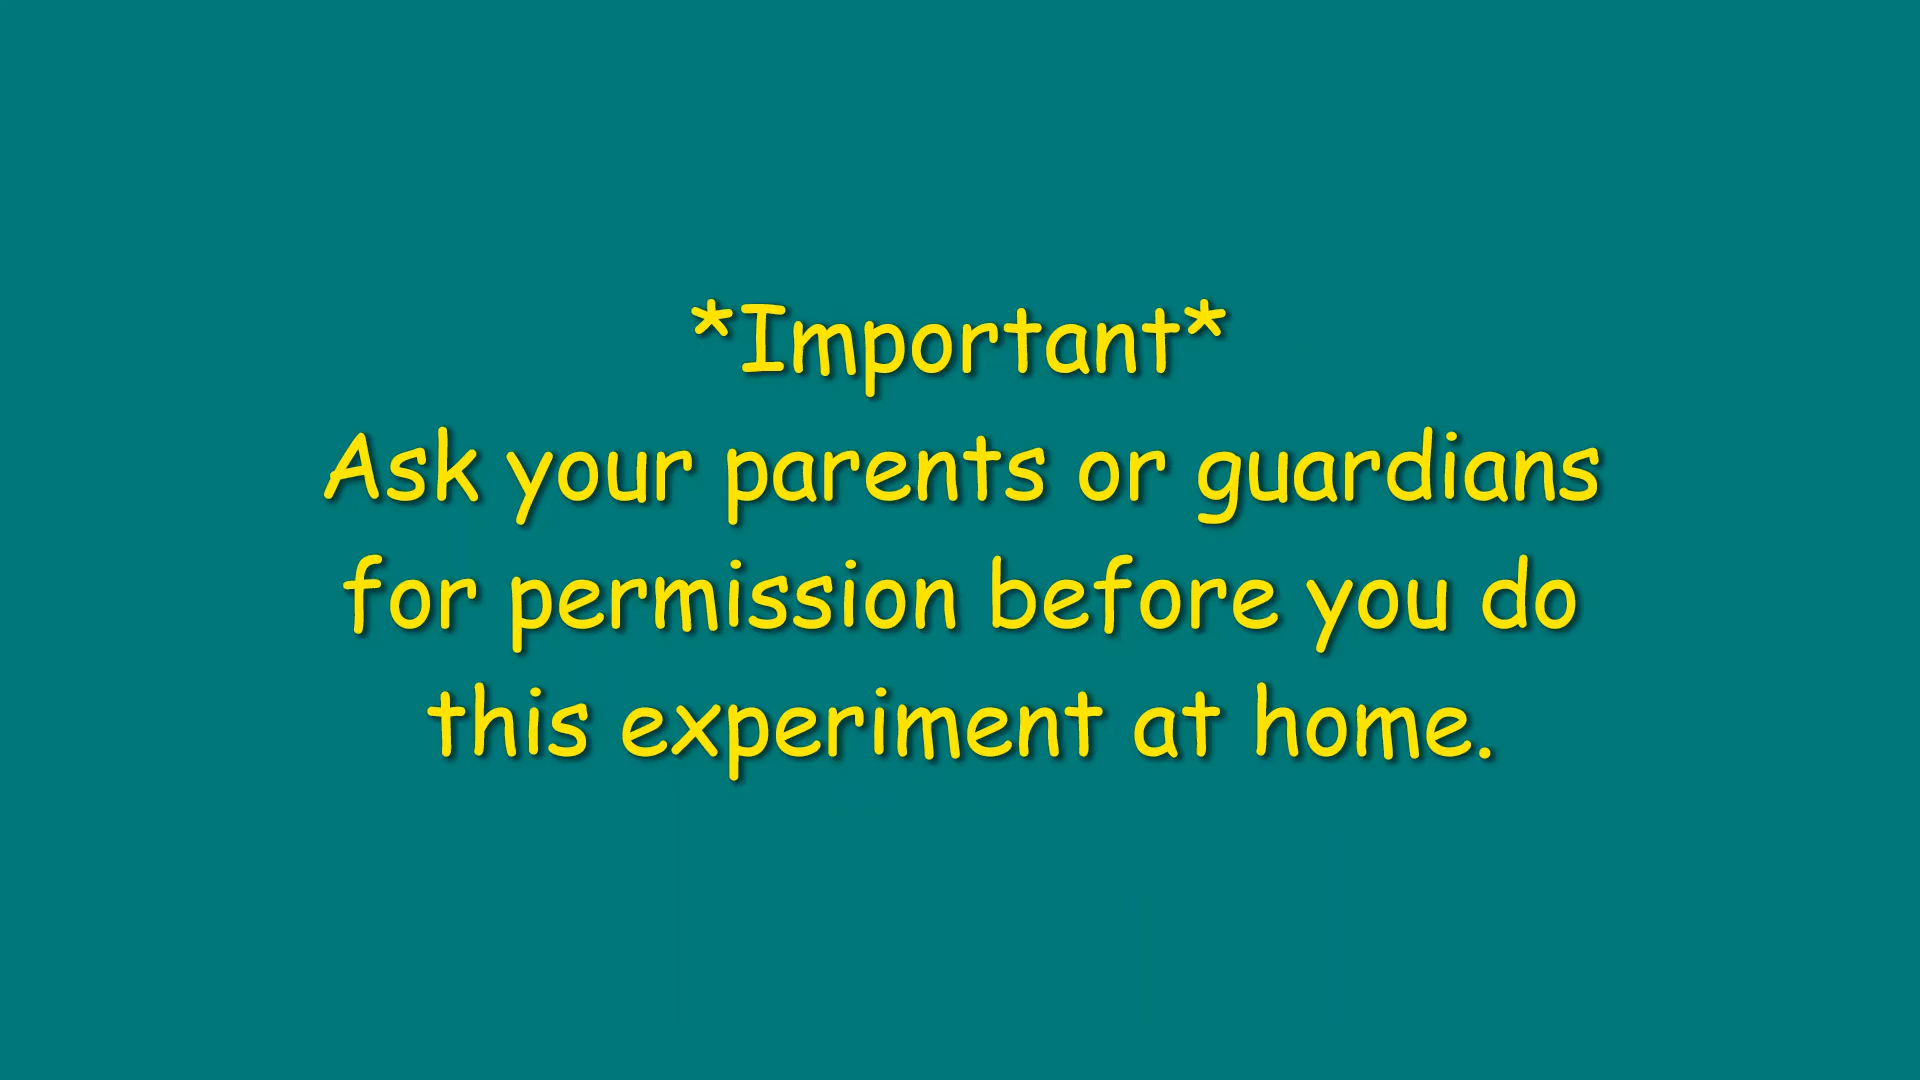 *Important*
Ask your parents or guardians
for permission before you do
this experiment at home.